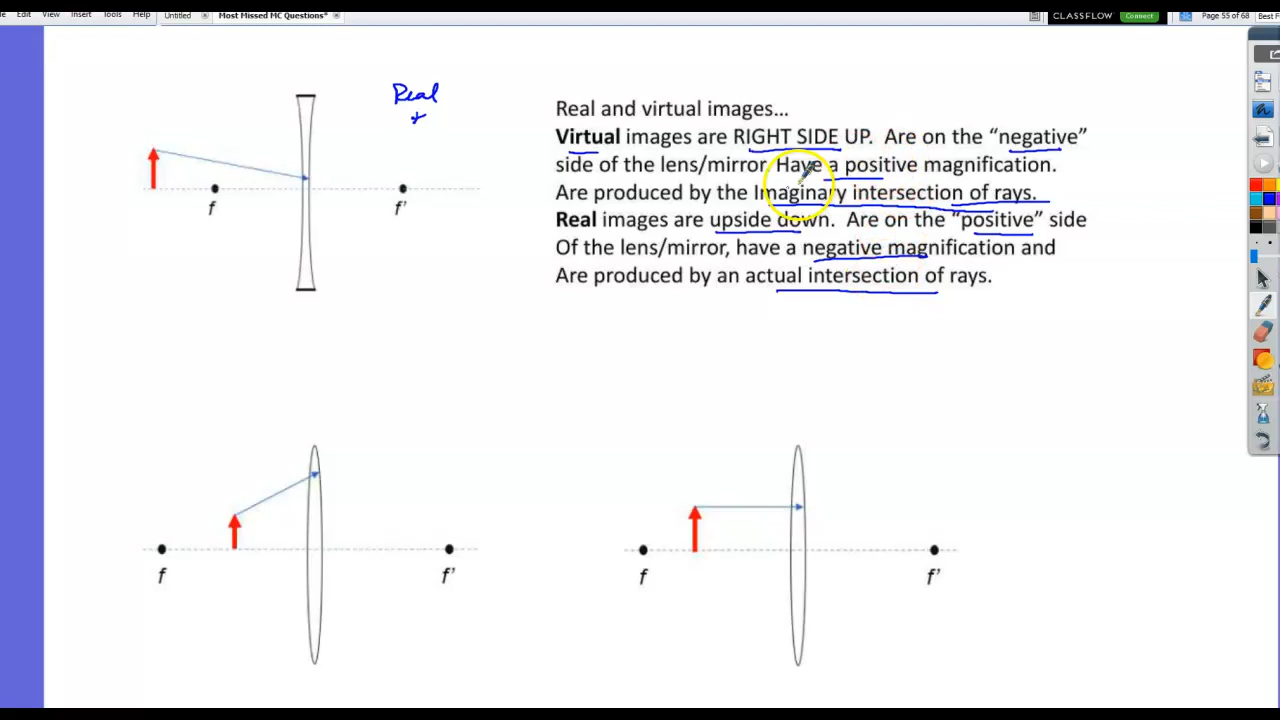 Edit View Insert Tools Help
Untitled
Most Missed MC Questions*
CLASSFLOW
Connect
Page 55 of 68
Best F
Real
+
Real and virtual images…
Virtual images are RIGHT SIDE UP. Are on the “negative”
side of the lens/mirror. Have a positive magnification.
Are produced by the Imaginary intersection of rays.
Real images are upside down. Are on the “positive” side
Of the lens/mirror, have a negative magnification and
Are produced by an actual intersection of rays.
f
f’
f
f’
f
f’